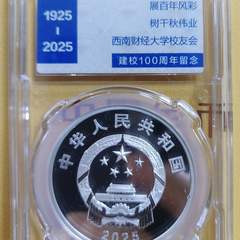 1925
-
2025
展百年风彩
树千秋伟业
西南财经大学校友会
建校100周年留念
中华人民共和国
2025